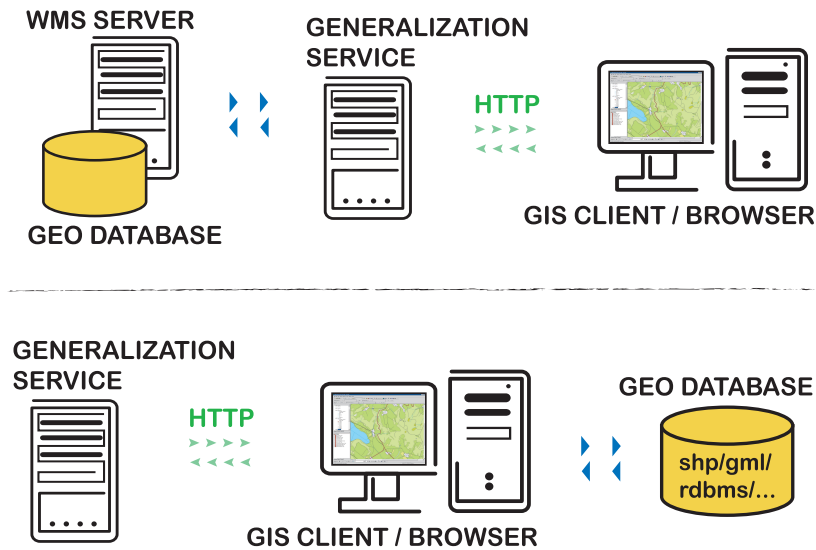 WMS SERVER
GENERALIZATION
SERVICE
HTTP
GEO DATABASE
GIS CLIENT / BROWSER
GENERALIZATION
SERVICE
HTTP
GIS CLIENT / BROWSER
GEO DATABASE
shp/gml/
rdbms/...